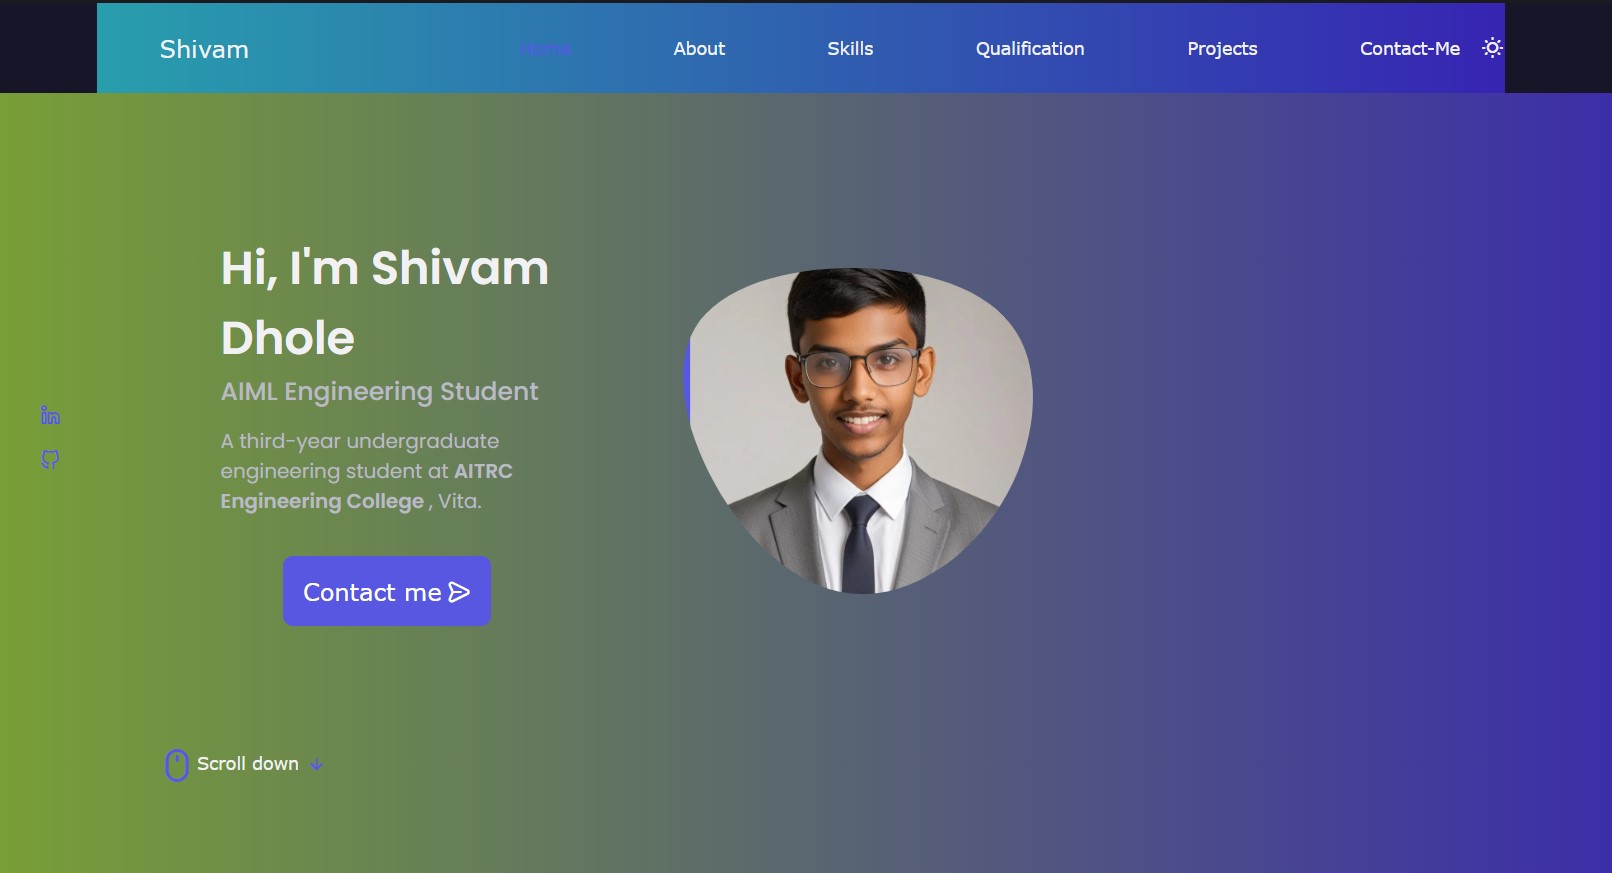 Shivam
Home
About
Skills
Qualification
Projects
Contact-Me
Hi, I'm Shivam
Dhole
AIML Engineering Student
A third-year undergraduate
engineering student at AITRC
Engineering College , Vita.
Contact me
Scroll down